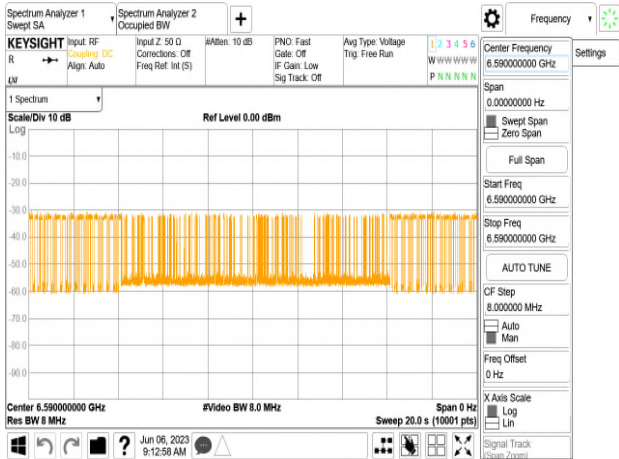 Spectrum Analyzer 1
Swept SA
Spectrum Analyzer 2
Occupied BW
+
Frequency
KEYSIGHT
R
Input: RF
Coupling: DC
Align: Auto
Input Z: 50 Ω
Corrections: Off
Freq Ref: Int (S)
#Atten: 10 dB
PNO: Fast
Gate: Off
IF Gain: Low
Sig Track: Off
Avg Type: Voltage
Trig: Free Run
1 2 3 4 5 6
W W W W W W
P N N N N N
Center Frequency
6.590000000 GHz
Settings
Span
0.00000000 Hz
Swept Span
Zero Span
Full Span
Start Freq
6.590000000 GHz
Stop Freq
6.590000000 GHz
AUTO TUNE
CF Step
8.000000 MHz
Auto
Man
Freq Offset
0 Hz
X Axis Scale
Log
Lin
Signal Track
(Span Zoom)
1 Spectrum
Scale/Div 10 dB
Ref Level 0.00 dBm
Log
-10.0
-20.0
-30.0
-40.0
-50.0
-60.0
-70.0
-80.0
-90.0
Center 6.590000000 GHz
#Video BW 8.0 MHz
Span 0 Hz
Res BW 8 MHz
Sweep 20.0 s (10001 pts)
?
Jun 06, 2023
9:12:58 AM